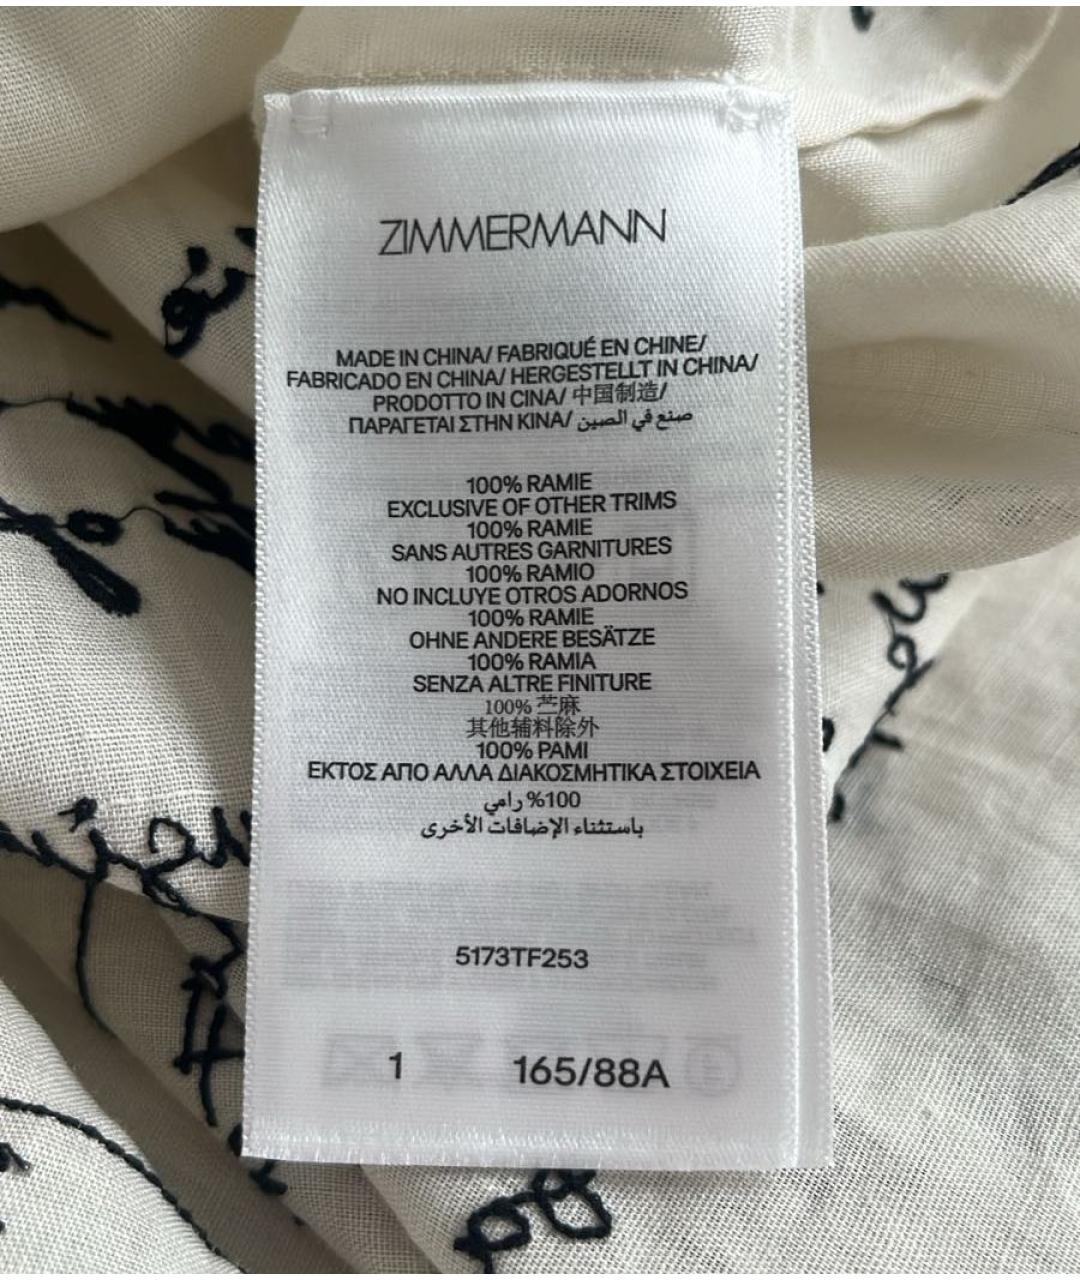 ZIMMERMANN
MADE IN CHINA/ FABRIQUÉ EN CHINE/
FABRICADO EN CHINA/ HERGESTELLT IN CHINA/
PRODOTTO IN CINA/ 中国制造/
ΠΑΡΑΓΕΤΑΙ ΣΤΗΝ ΚΙΝΑ/ صنع في الصين
100% RAMIE
EXCLUSIVE OF OTHER TRIMS
100% RAMIE
SANS AUTRES GARNITURES
100% RAMIO
NO INCLUYE OTROS ADORNOS
100% RAMIE
OHNE ANDERE BESÄTZE
100% RAMIA
SENZA ALTRE FINITURE
100% 苎麻
其他辅料除外
100% ΡΑΜΙ
ΕΚΤΟΣ ΑΠΟ ΑΛΛΑ ΔΙΑΚΟΣΜΗΤΙΚΑ ΣΤΟΙΧΕΙΑ
100% رامي
باستثناء الإضافات الأخرى
5173TF253
1 165/88A